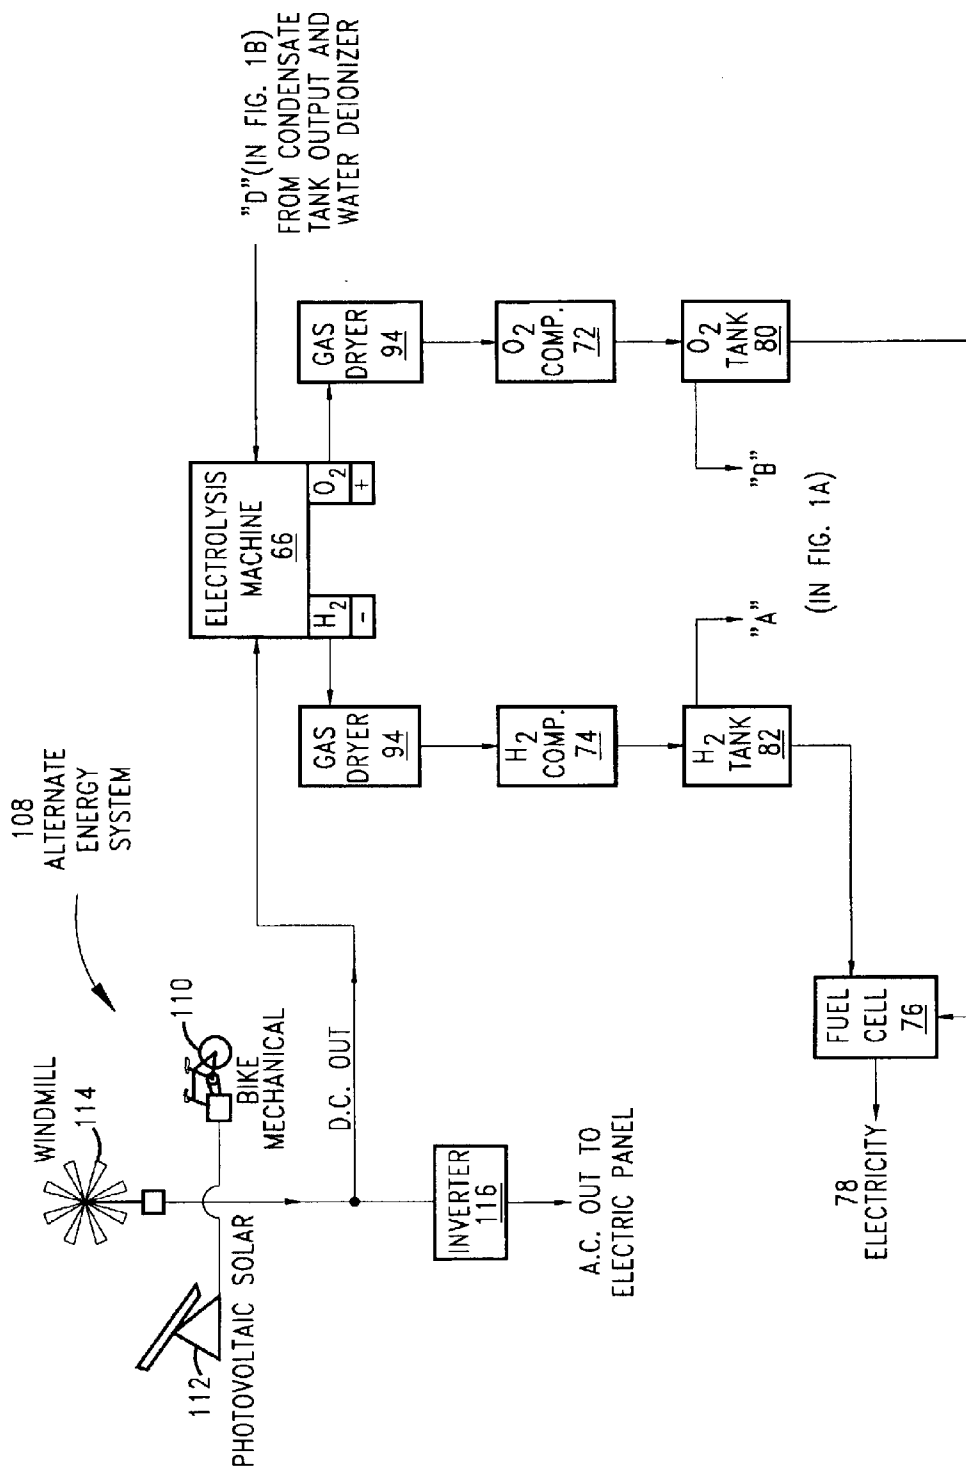 108
ALTERNATE
ENERGY
SYSTEM
WINDMILL
114
110
BIKE
MECHANICAL
112
PHOTOVOLTAIC SOLAR
D.C. OUT
INVERTER
116
A.C. OUT TO
ELECTRIC PANEL
"D"(IN FIG. 1B)
FROM CONDENSATE
TANK OUTPUT AND
WATER DEIONIZER
ELECTROLYSIS
MACHINE
66
H2
-
O2
+
GAS
DRYER
94
GAS
DRYER
94
H2
COMP.
74
O2
COMP.
72
H2
TANK
82
O2
TANK
80
"A"
"B"
(IN FIG. 1A)
FUEL
CELL
76
78
ELECTRICITY